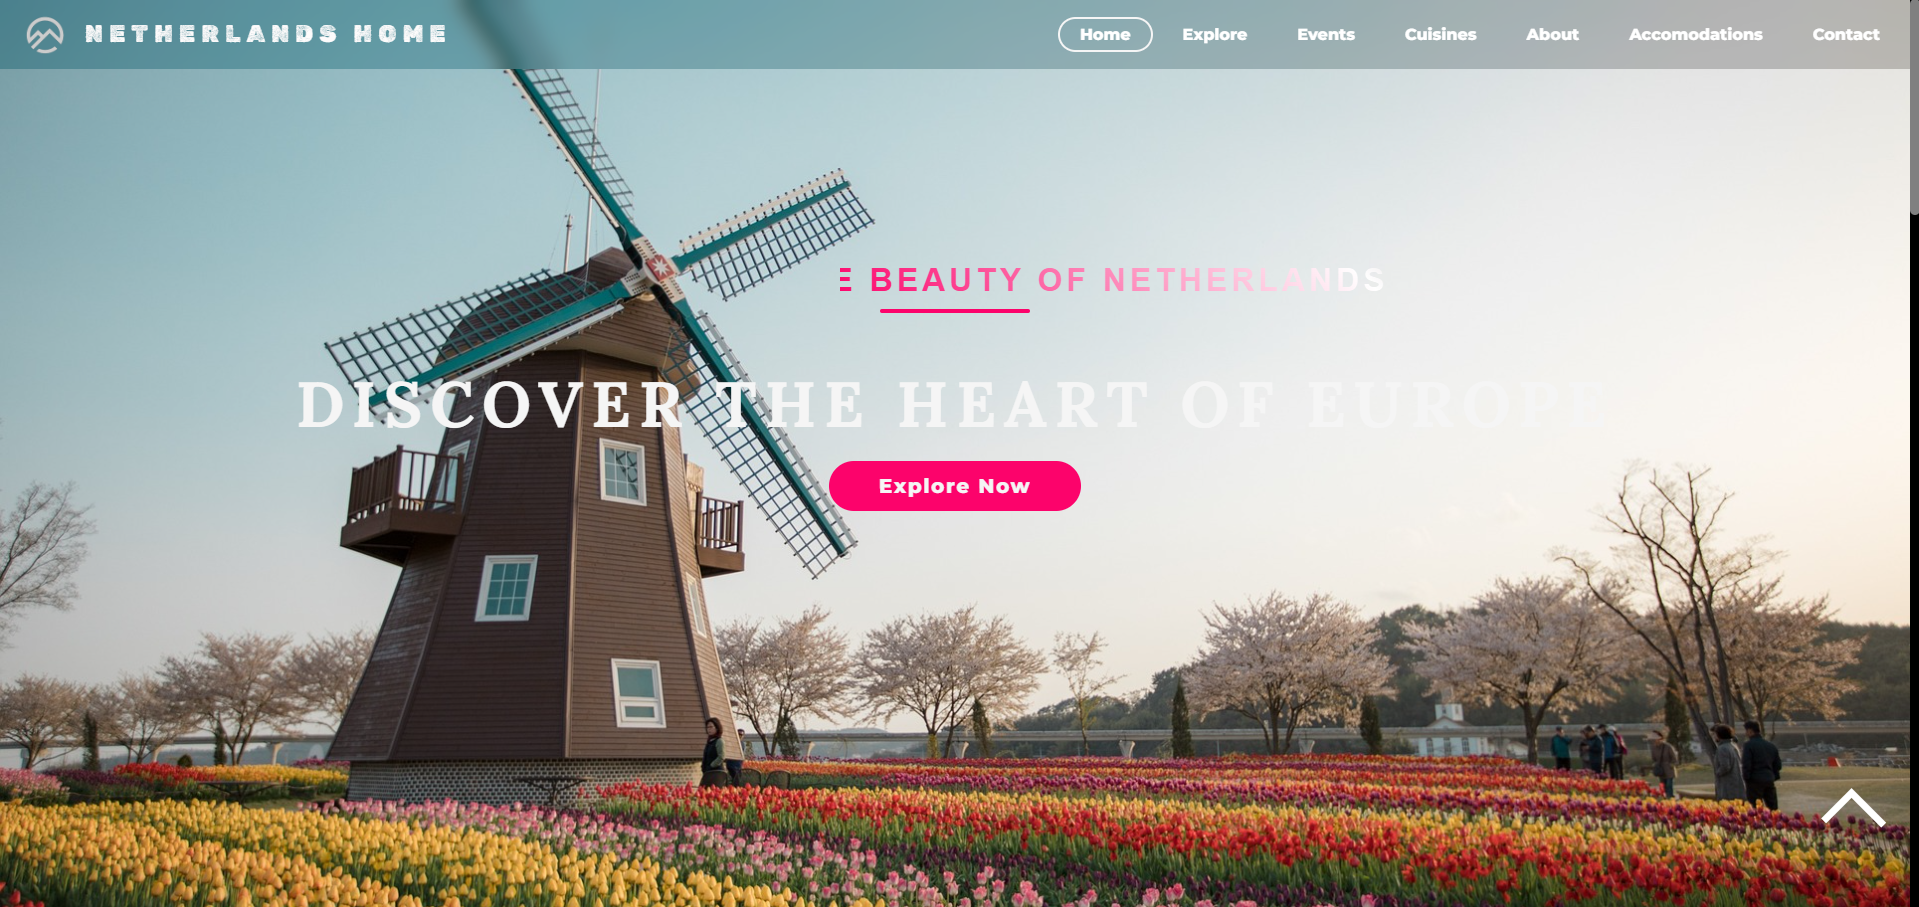 NETHERLANDS HOME
Home Explore Events Cuisines About Accomodations Contact
E BEAUTY OF NETHERLANDS
DISCOVER THE HEART OF EUROPE
Explore Now